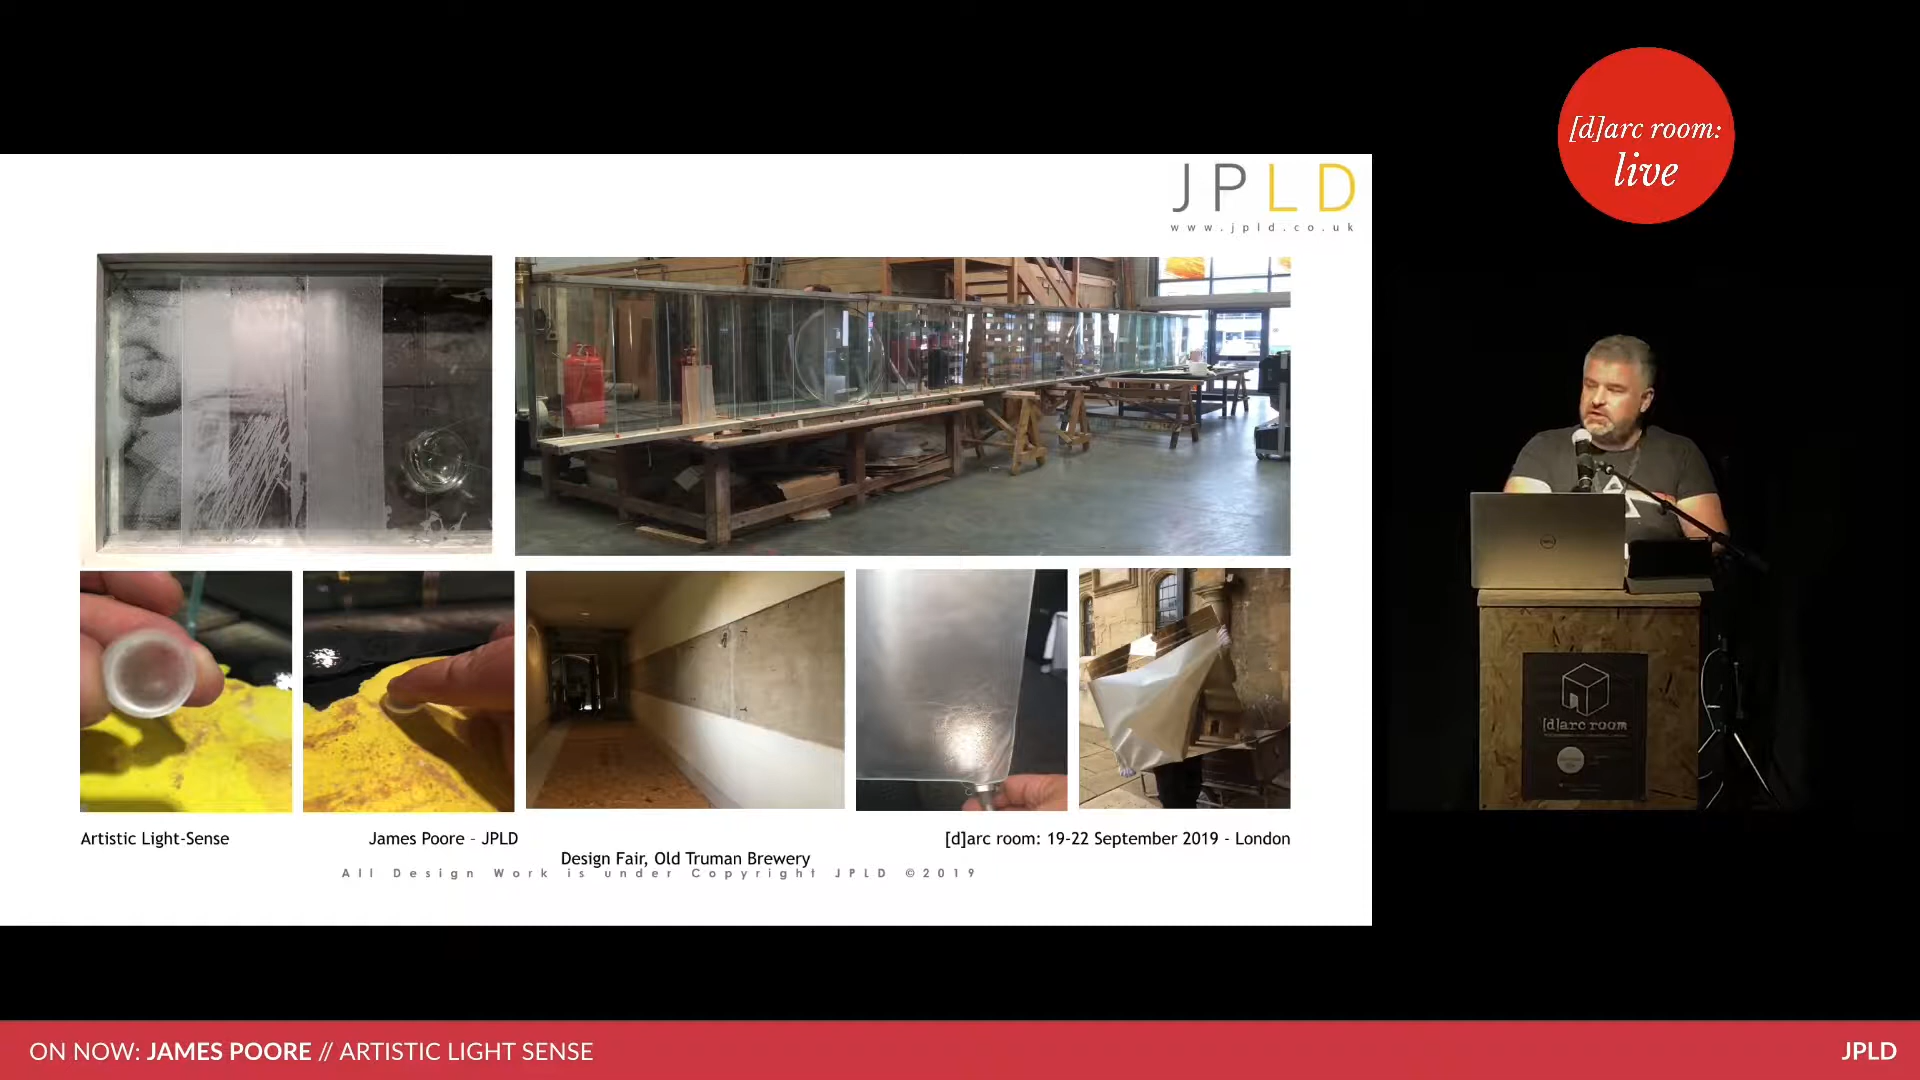 [d]arc room:
live
JPLD
www.jpld.co.uk
Artistic Light-Sense
James Poore - JPLD
[d]arc room: 19-22 September 2019 - London
Design Fair, Old Truman Brewery
All Design Work is under Copyright JPLD ©2019
[d]arc room
ON NOW: JAMES POORE // ARTISTIC LIGHT SENSE
JPLD